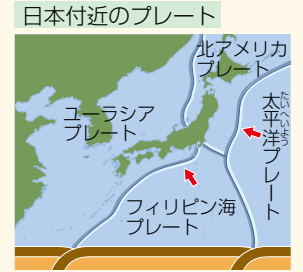 日本付近のプレート
北アメリカ
プレート
ユーラシア
プレート
太平洋プレート
たいへいよう
フィリピン海
プレート